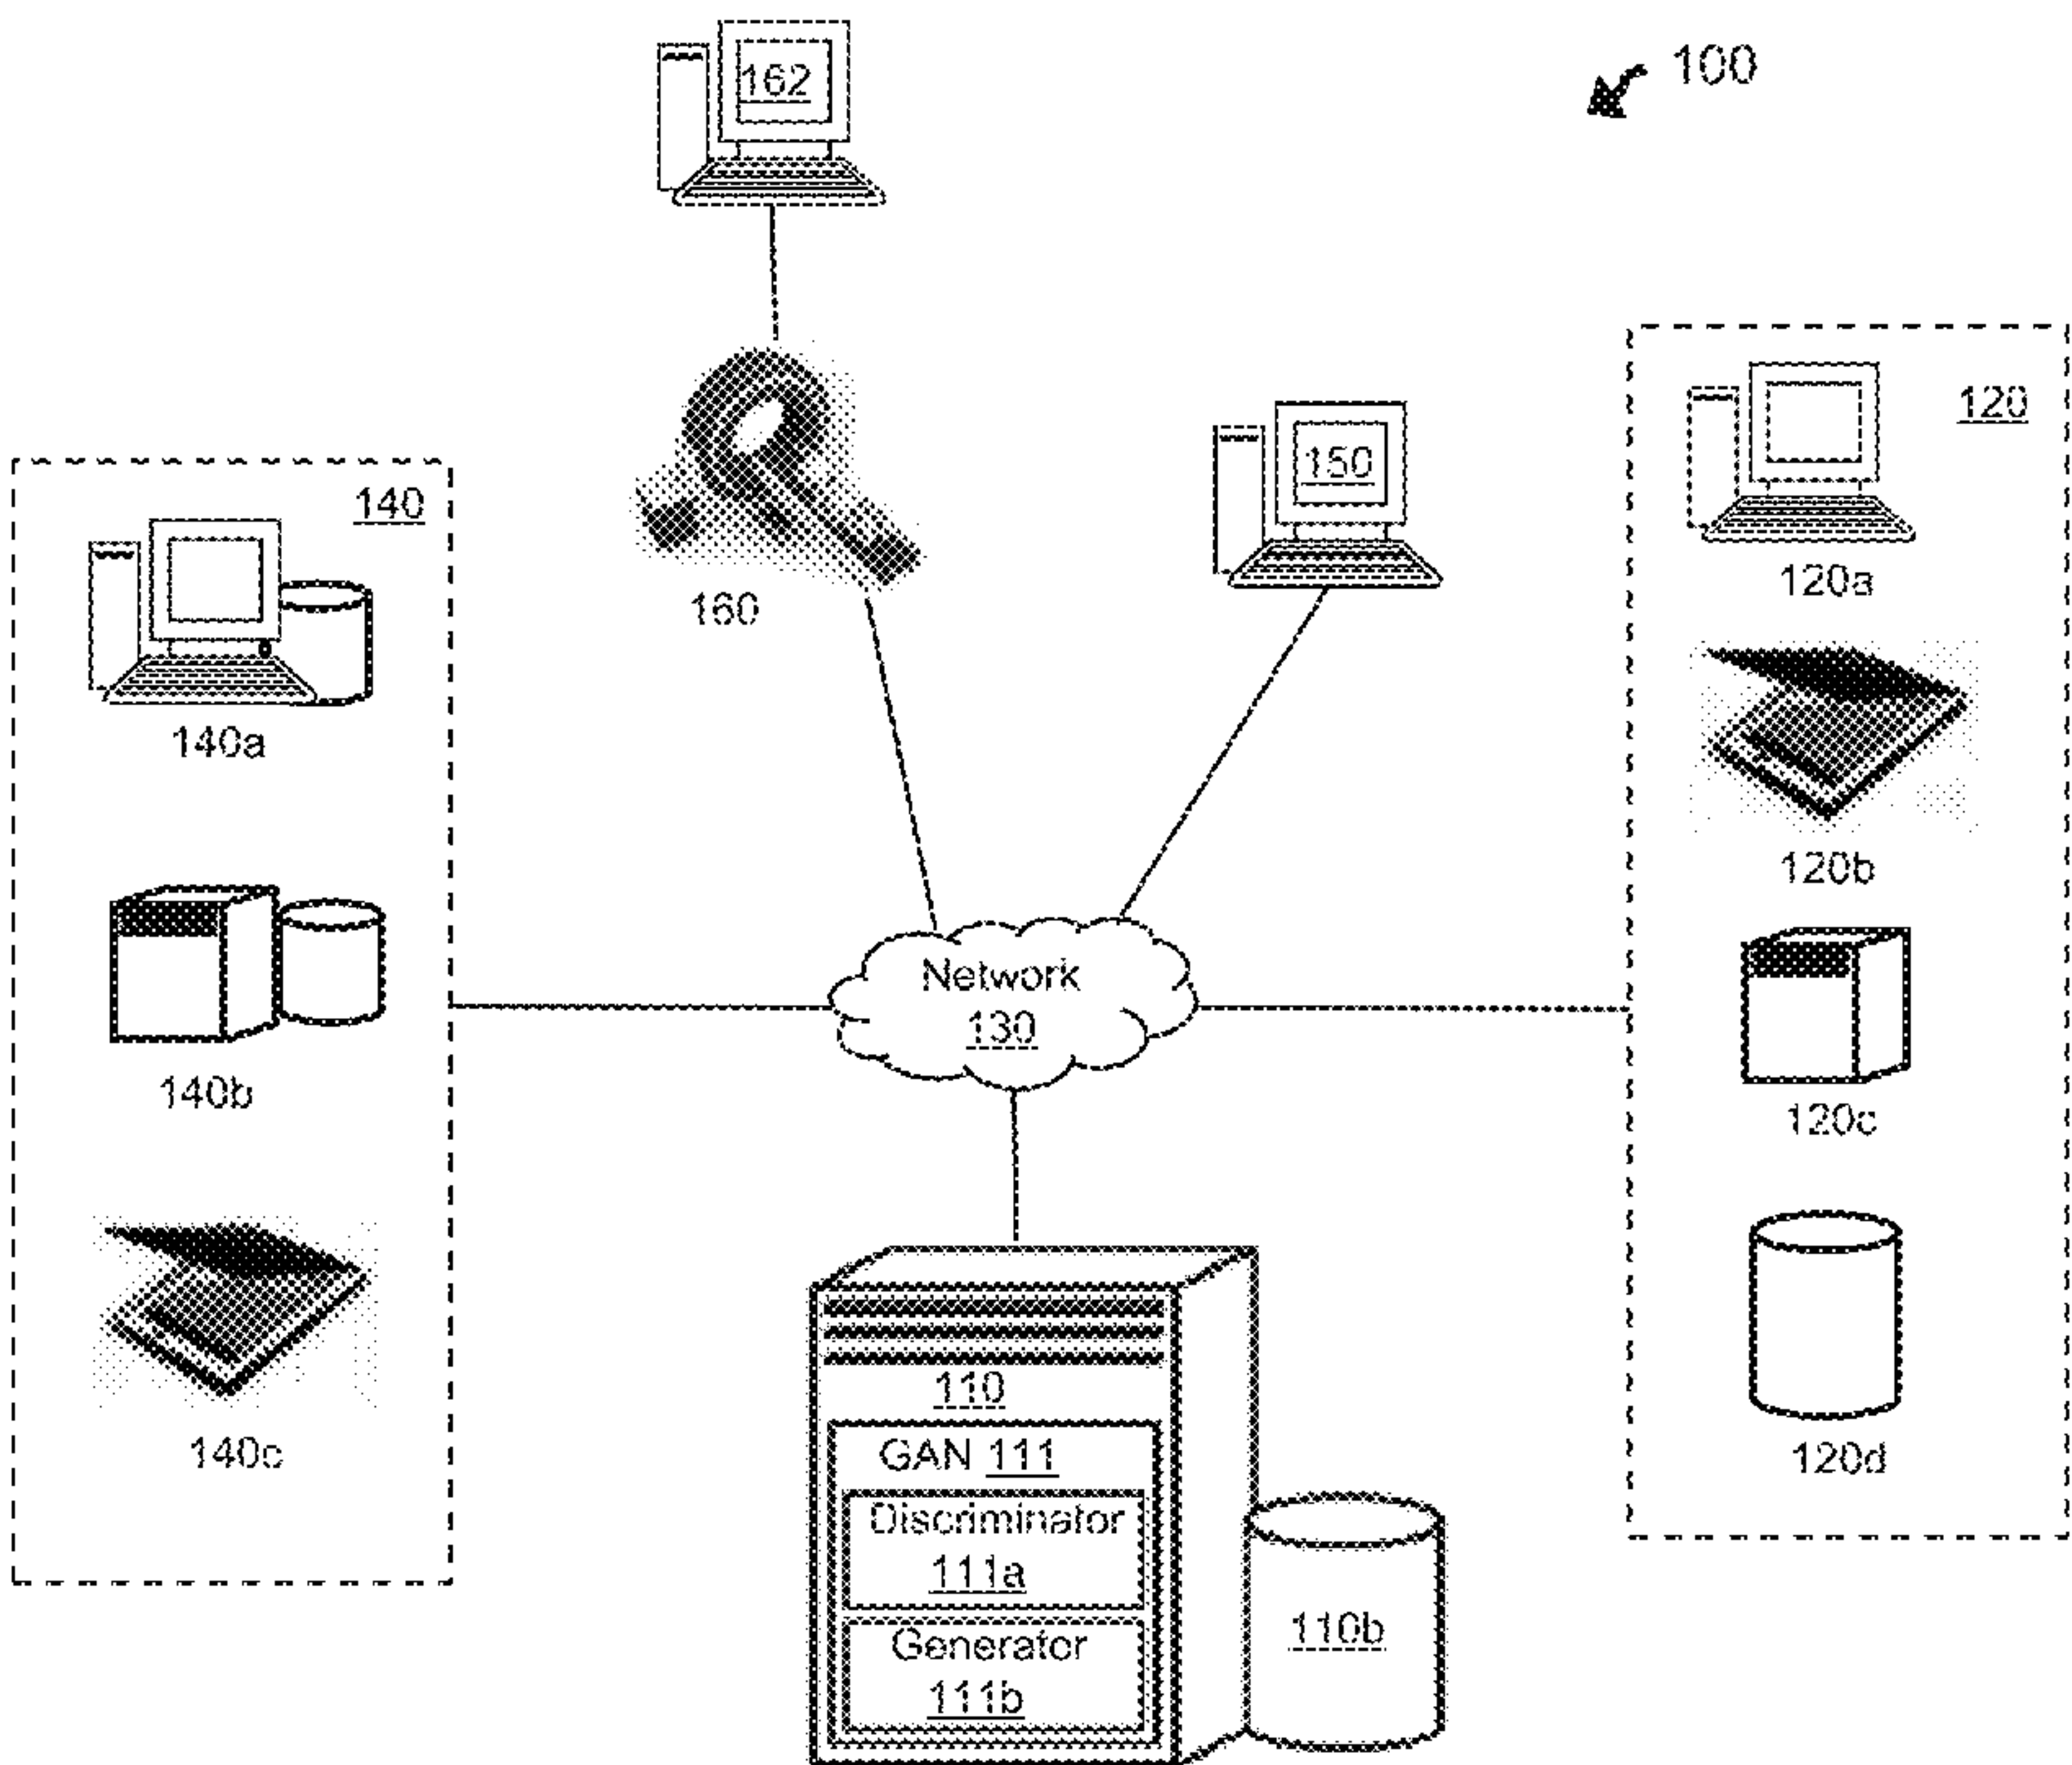 100
162
160
150
120
120a
120b
120c
120d
140
140a
140b
140c
Network
130
110
GAN 111
Discriminator
111a
Generator
111b
110b